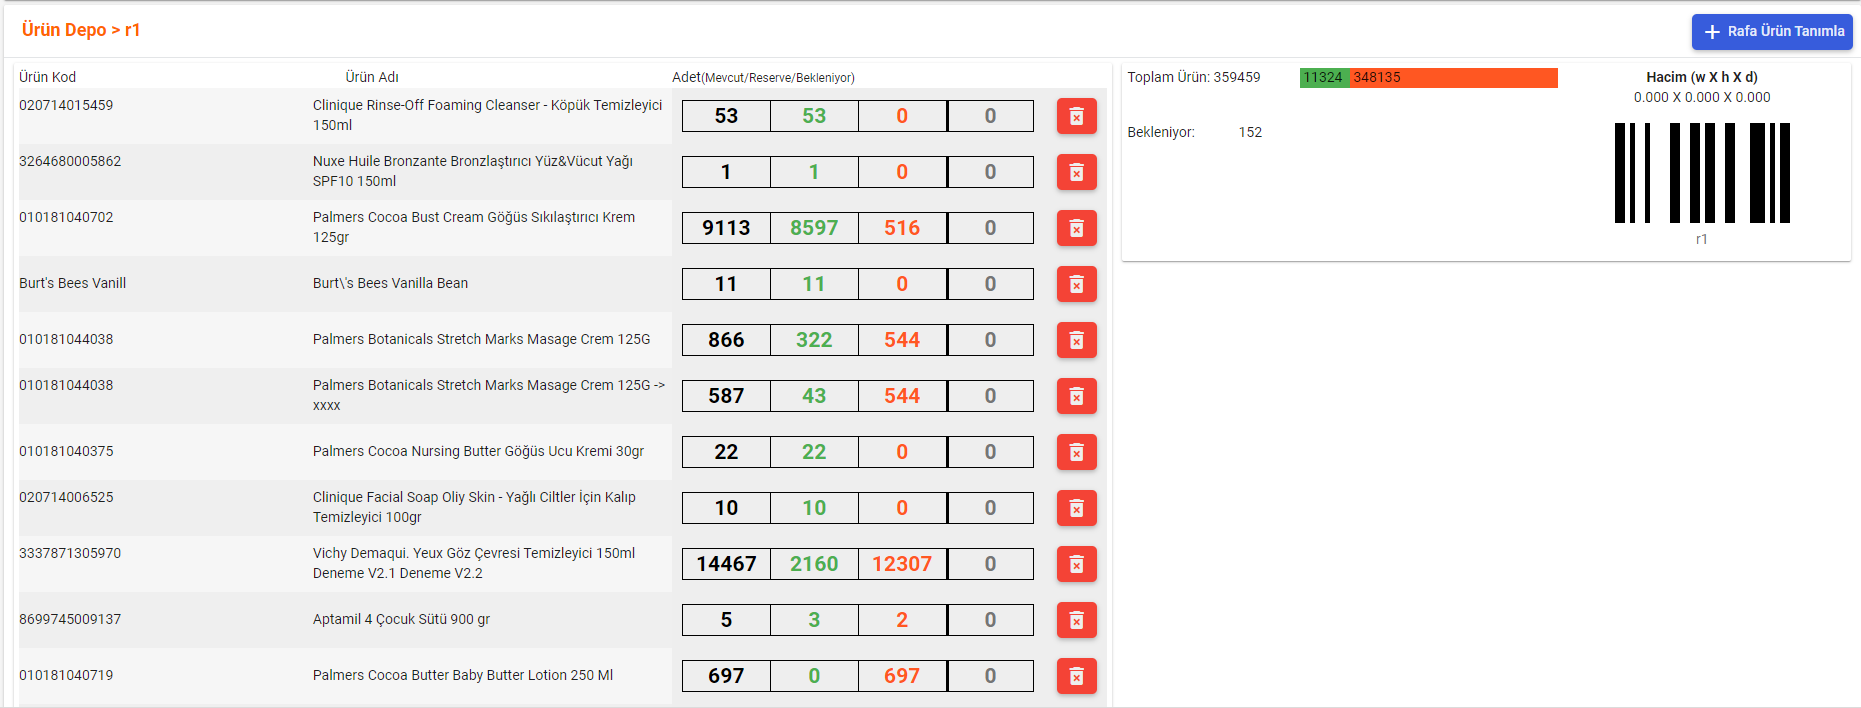 Ürün Depo > r1
Rafa Ürün Tanımla
Ürün Kod Ürün Adı Adet(Mevcut/Reserve/Bekleniyor)
020714015459 Clinique Rinse-Off Foaming Cleanser - Köpük Temizleyici
150ml
53 53 0 0
3264680005862 Nuxe Huile Bronzante Bronzlaştırıcı Yüz&Vücut Yağı
SPF10 150ml
1 1 0 0
010181040702 Palmers Cocoa Bust Cream Göğüs Sıkılaştırıcı Krem
125gr
9113 8597 516 0
Burt's Bees Vanill Burt\'s Bees Vanilla Bean 11 11 0 0
010181044038 Palmers Botanicals Stretch Marks Masage Crem 125G 866 322 544 0
010181044038 Palmers Botanicals Stretch Marks Masage Crem 125G ->
xxxx
587 43 544 0
010181040375 Palmers Cocoa Nursing Butter Göğüs Ucu Kremi 30gr 22 22 0 0
020714006525 Clinique Facial Soap Oliy Skin - Yağlı Ciltler İçin Kalıp
Temizleyici 100gr
10 10 0 0
3337871305970 Vichy Demaqui. Yeux Göz Çevresi Temizleyici 150ml
Deneme V2.1 Deneme V2.2
14467 2160 12307 0
8699745009137 Aptamil 4 Çocuk Sütü 900 gr 5 3 2 0
010181040719 Palmers Cocoa Butter Baby Butter Lotion 250 Ml 697 0 697 0
Toplam Ürün: 359459 11324 348135
Bekleniyor: 152
Hacim (w X h X d)
0.000 X 0.000 X 0.000
r1